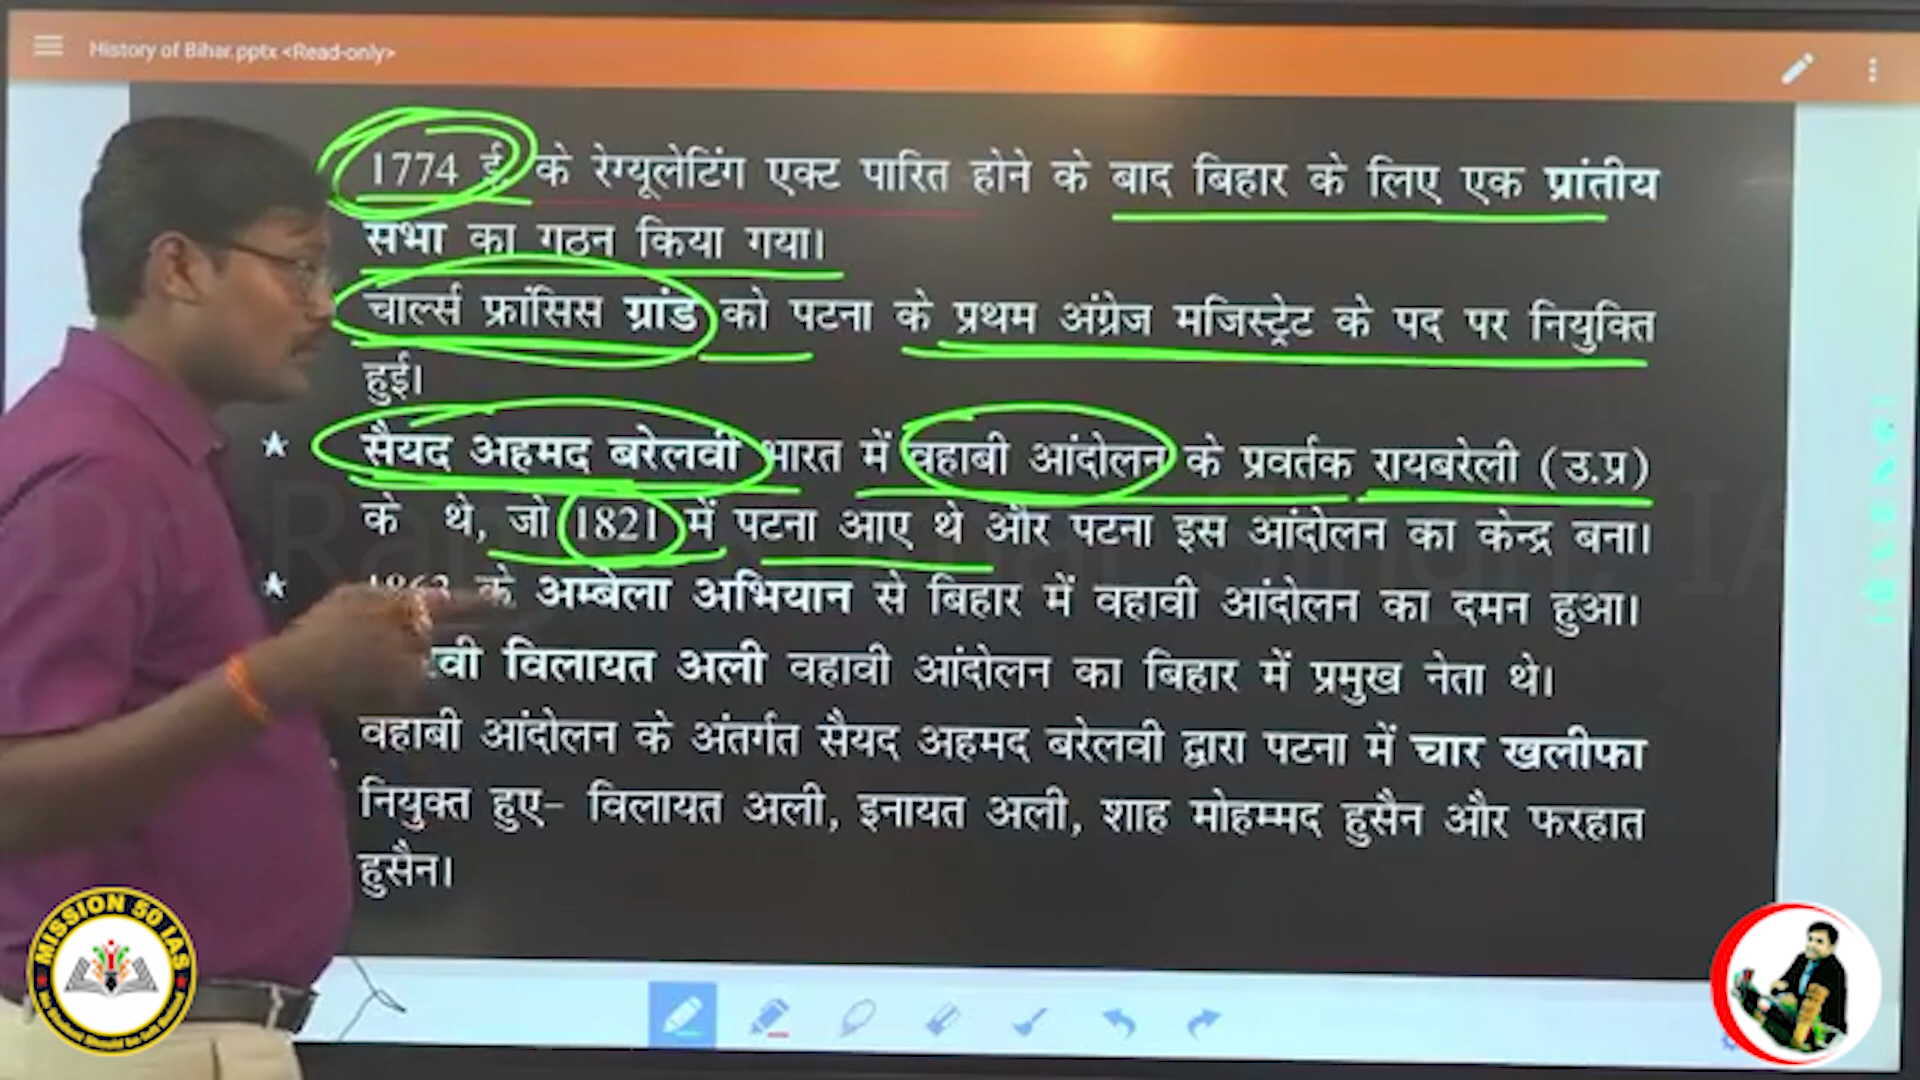 History of Bihar.pptx <Read-only>
1774 ई के रेग्यूलेटिंग एक्ट पारित होने के बाद बिहार के लिए एक प्रांतीय
सभा का गठन किया गया।
चार्ल्स फ्रांसिस ग्रांड को पटना के प्रथम अंग्रेज मजिस्ट्रेट के पद पर नियुक्ति
हुई।
★ सैयद अहमद बरेलवी भारत में वहाबी आंदोलन के प्रवर्तक रायबरेली (उ.प्र)
के थे, जो 1821 में पटना आए थे और पटना इस आंदोलन का केन्द्र बना।
★ 1863 के अम्बेला अभियान से बिहार में वहावी आंदोलन का दमन हुआ।
विलायत अली वहावी आंदोलन का बिहार में प्रमुख नेता थे।
वहाबी आंदोलन के अंतर्गत सैयद अहमद बरेलवी द्वारा पटना में चार खलीफा
नियुक्त हुए- विलायत अली, इनायत अली, शाह मोहम्मद हुसैन और फरहात
हुसैन।
MISSION 50 IAS